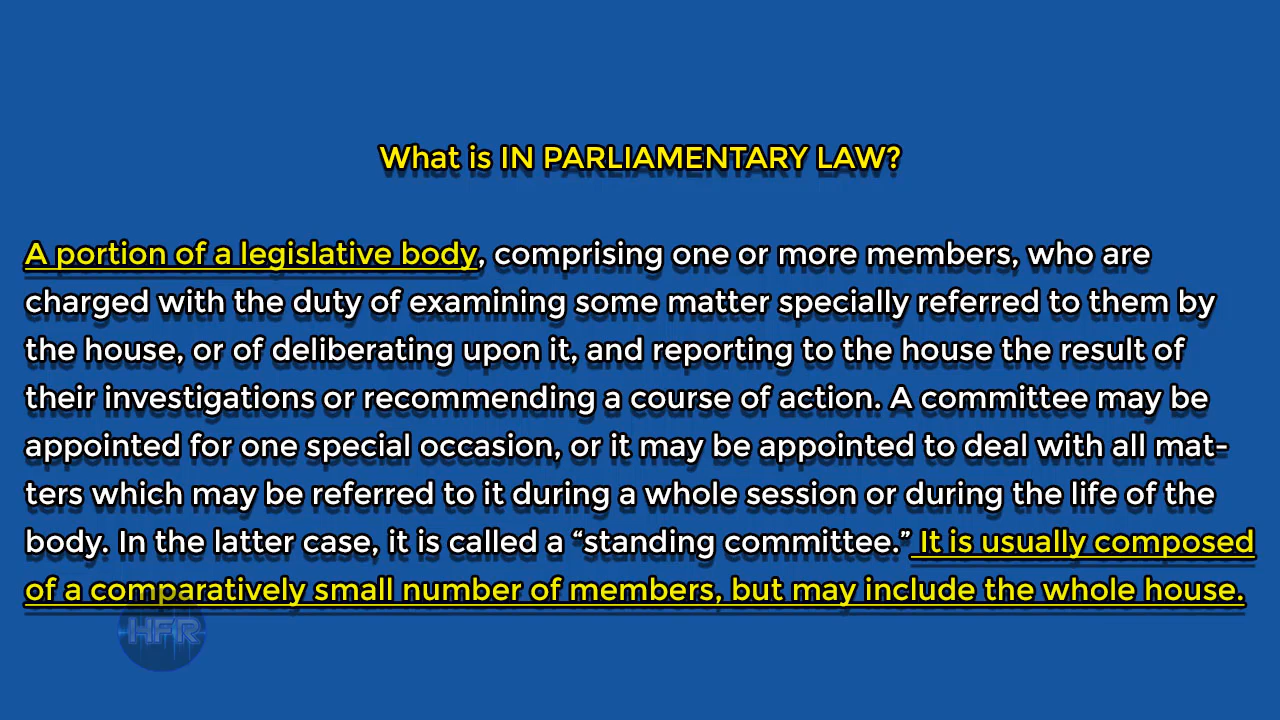 What is IN PARLIAMENTARY LAW?
A portion of a legislative body, comprising one or more members, who are
charged with the duty of examining some matter specially referred to them by
the house, or of deliberating upon it, and reporting to the house the result of
their investigations or recommending a course of action. A committee may be
appointed for one special occasion, or it may be appointed to deal with all mat-
ters which may be referred to it during a whole session or during the life of the
body. In the latter case, it is called a “standing committee.” It is usually composed
of a comparatively small number of members, but may include the whole house.
HFR